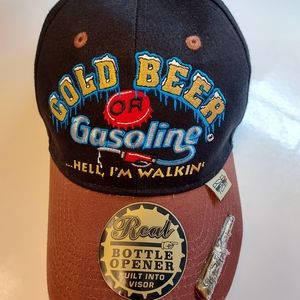 COLD BEER
OR
Gasoline
...HELL, I'M WALKIN'
Real
BOTTLE
OPENER
BUILT INTO
VISOR